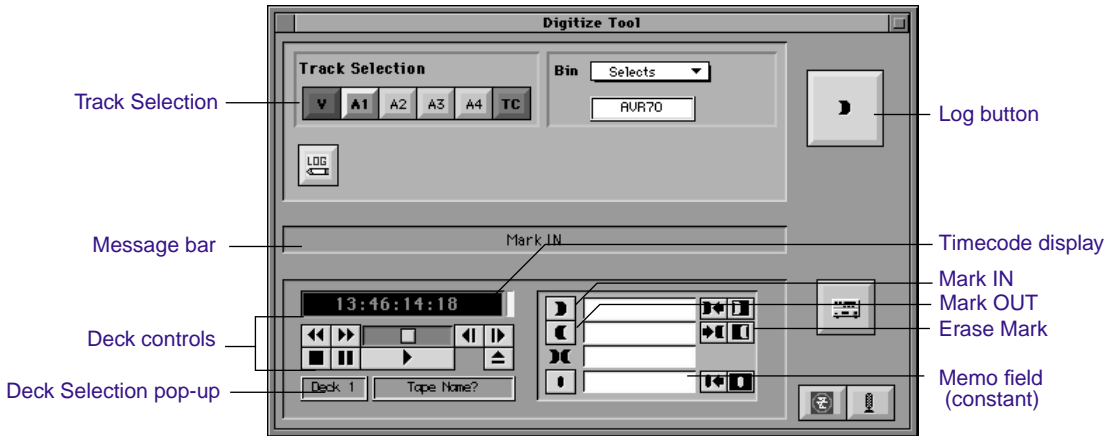 Digitize Tool
Track Selection
Bin Selects
V A1 A2 A3 A4 TC
AVR70
Track Selection
Log button
LOG
Message bar
Mark IN
Timecode display
Mark IN
Mark OUT
Erase Mark
13:46:14:18
Deck controls
Deck 1
Tape Name?
Deck Selection pop-up
Memo field
(constant)